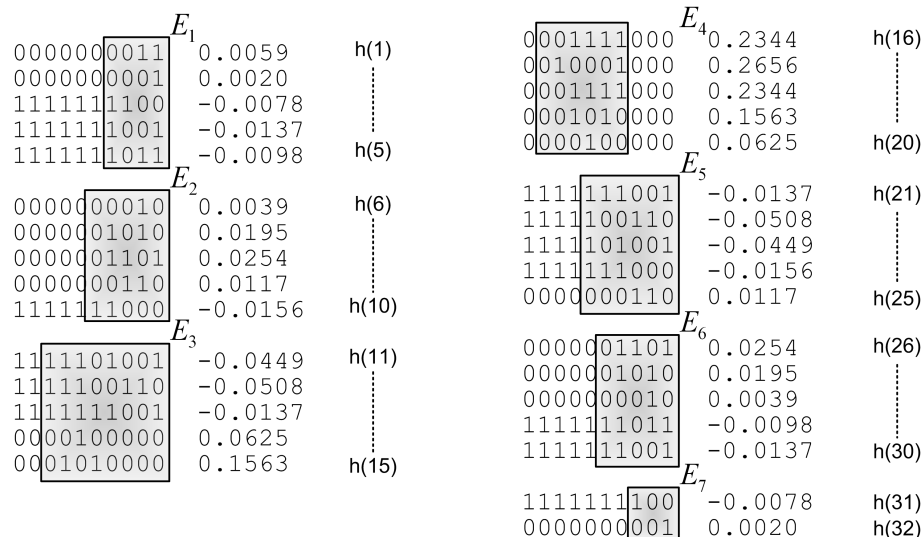 E1
0000000011 0.0059 h(1)
0000000001 0.0020
1111111100 -0.0078
1111111001 -0.0137
1111111011 -0.0098 h(5)
E2
0000000010 0.0039 h(6)
0000001010 0.0195
0000001101 0.0254
0000000110 0.0117
1111111000 -0.0156 h(10)
E3
1111101001 -0.0449 h(11)
1111100110 -0.0508
1111111001 -0.0137
0000100000 0.0625
0001010000 0.1563 h(15)
E4
0001111000 0.2344 h(16)
0010001000 0.2656
0001111000 0.2344
0001010000 0.1563
0000100000 0.0625 h(20)
E5
1111111001 -0.0137 h(21)
1111100110 -0.0508
1111101001 -0.0449
1111111000 -0.0156
0000000110 0.0117 h(25)
E6
0000001101 0.0254 h(26)
0000001010 0.0195
0000000010 0.0039
1111111011 -0.0098
1111111001 -0.0137 h(30)
E7
1111111100 -0.0078 h(31)
0000000001 0.0020 h(32)